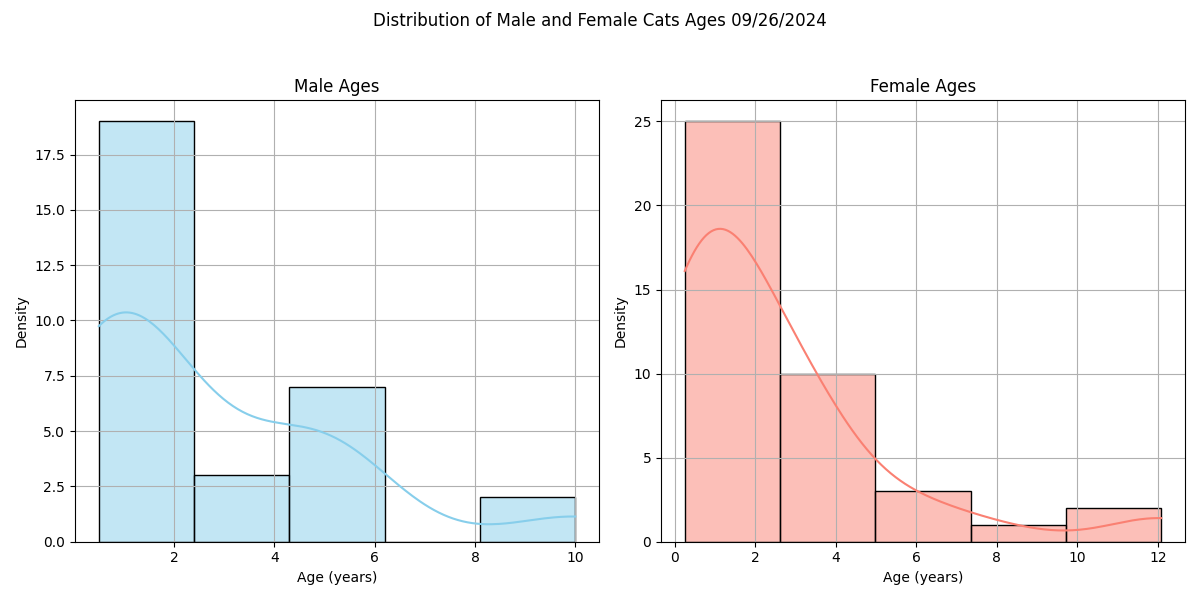 Distribution of Male and Female Cats Ages 09/26/2024
Male Ages
17.5
15.0
12.5
10.0
7.5
5.0
2.5
0.0
Density
2 4 6 8 10
Age (years)
Female Ages
25
20
15
10
5
0
Density
0 2 4 6 8 10 12
Age (years)